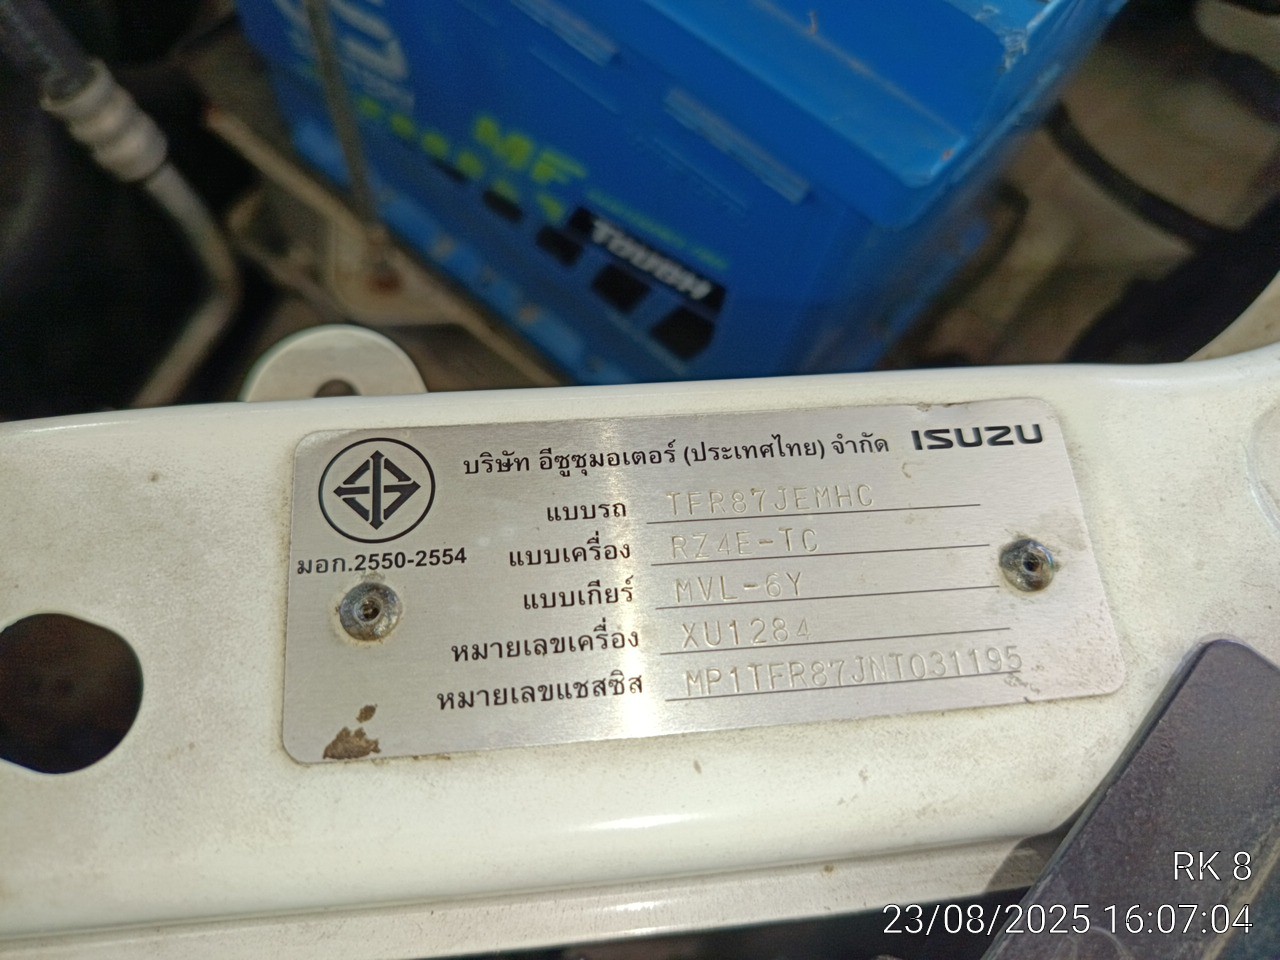 MF
TOUGH
บริษัท อีซูซุมอเตอร์ (ประเทศไทย) จำกัด ISUZU
แบบรถ TFR87JEMHC
มอก.2550-2554
แบบเครื่อง RZ4E-TC
แบบเกียร์ MVL-6Y
หมายเลขเครื่อง XU1284
หมายเลขแชสซิส MP1TFR87JNT031195
RK 8
23/08/2025 16:07:04